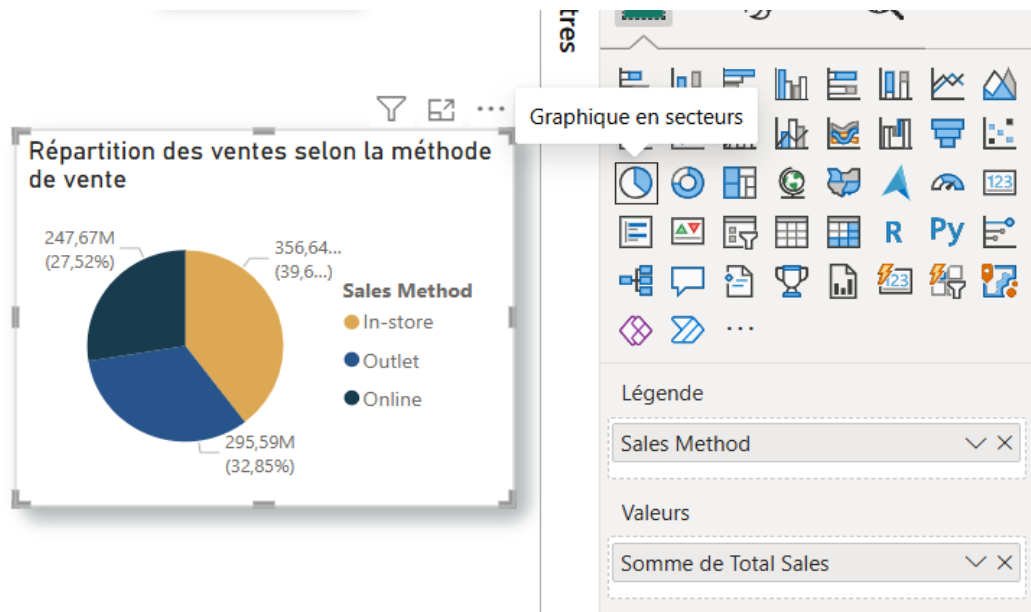 tres
Graphique en secteurs
Répartition des ventes selon la méthode
de vente
247,67M
(27,52%)
356,64...
(39,6...)
Sales Method
In-store
Outlet
Online
295,59M
(32,85%)
123
R
Py
123
...
Légende
Sales Method
Valeurs
Somme de Total Sales